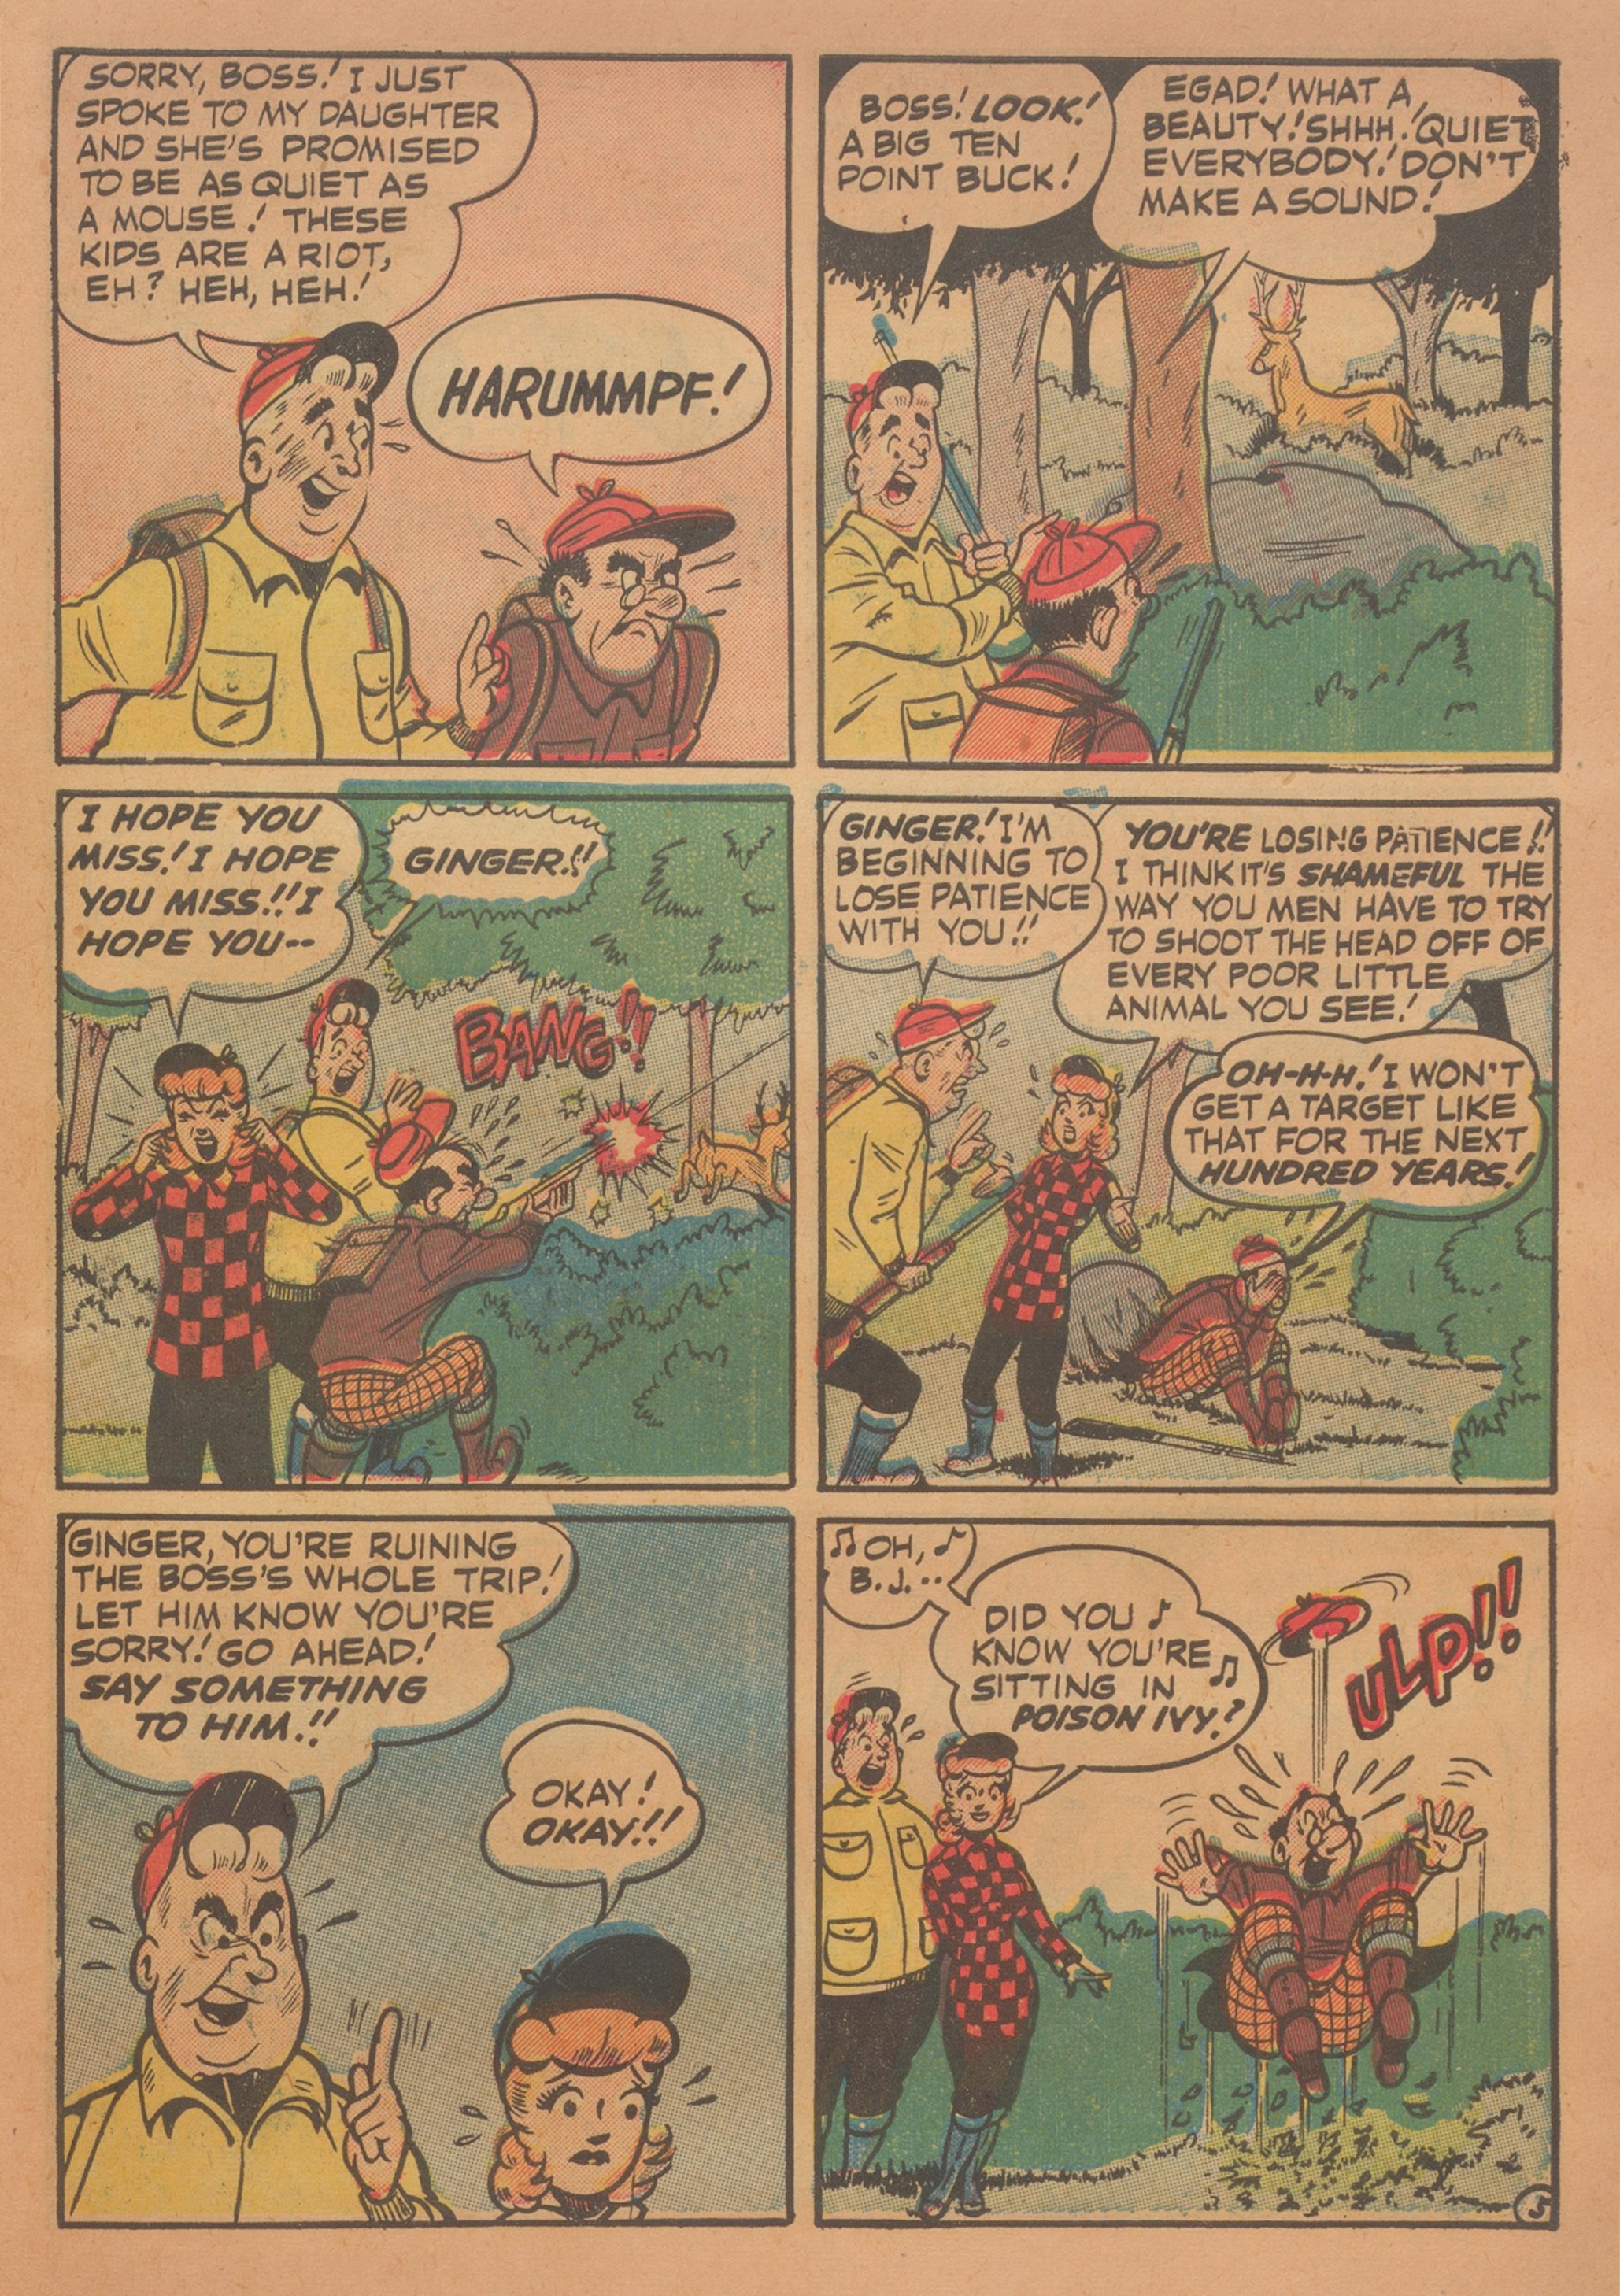 SORRY, BOSS! I JUST
SPOKE TO MY DAUGHTER
AND SHE'S PROMISED
TO BE AS QUIET AS
A MOUSE! THESE
KIDS ARE A RIOT,
EH? HEH, HEH!
HARUMMPF!
BOSS! LOOK!
A BIG TEN
POINT BUCK!
EGAD! WHAT A
BEAUTY! SHHH! QUIET
EVERYBODY! DON'T
MAKE A SOUND!
I HOPE YOU
MISS! I HOPE
YOU MISS!! I
HOPE YOU--
GINGER!!
BANG!!
GINGER! I'M
BEGINNING TO
LOSE PATIENCE
WITH YOU!!
YOU'RE LOSING PATIENCE!!
I THINK IT'S SHAMEFUL THE
WAY YOU MEN HAVE TO TRY
TO SHOOT THE HEAD OFF OF
EVERY POOR LITTLE
ANIMAL YOU SEE!
OH-H-H! I WON'T
GET A TARGET LIKE
THAT FOR THE NEXT
HUNDRED YEARS!
GINGER, YOU'RE RUINING
THE BOSS'S WHOLE TRIP!
LET HIM KNOW YOU'RE
SORRY! GO AHEAD!
SAY SOMETHING
TO HIM!!
OKAY!
OKAY!!
♫ OH, ♪
B.J...
DID YOU ♪
KNOW YOU'RE
SITTING IN ♫
POISON IVY?
ULP!!
5